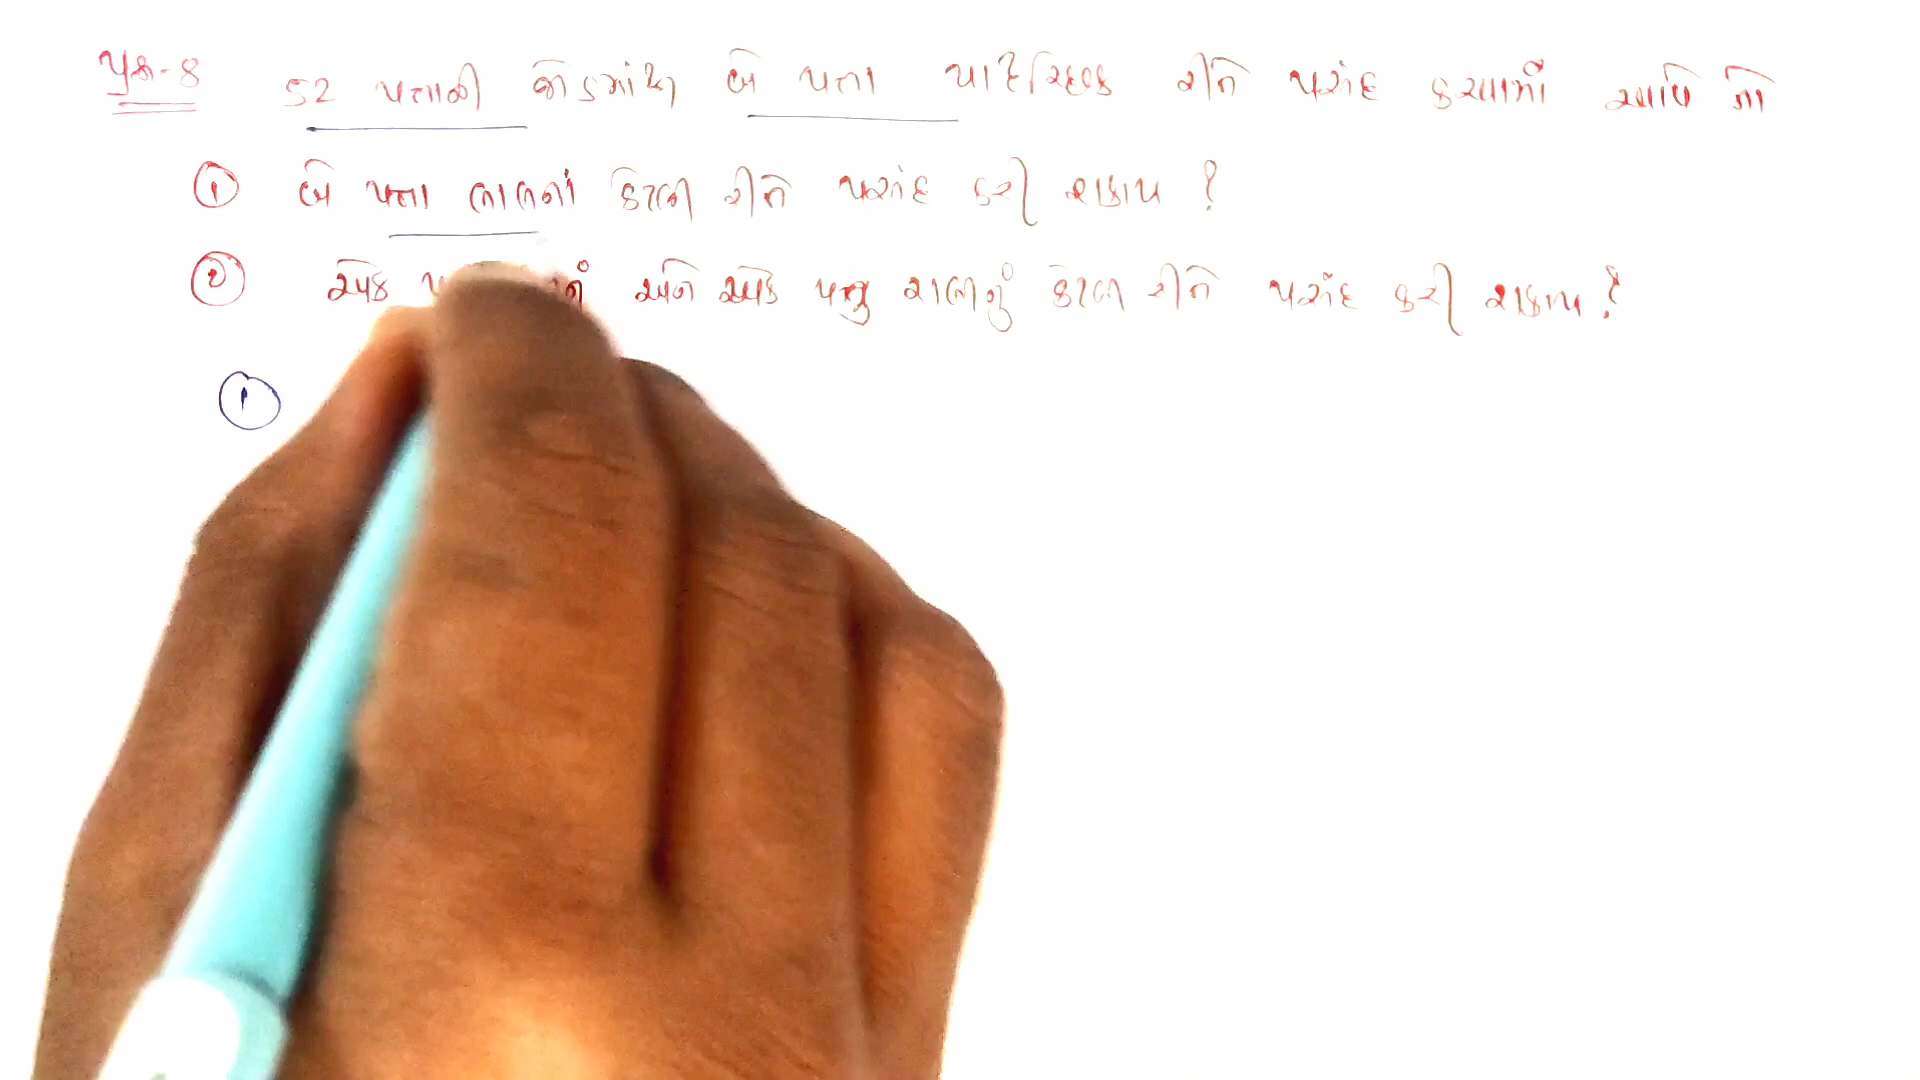 પ્રશ્ન-8 52 પત્તાની જોડમાંથી બે પત્તા યાદૈચ્છિક રીતે પસંદ કરવામાં આવે તો
① બે પત્તા લાલનાં કેટલી રીતે પસંદ કરી શકાય ?
② એક અને એક પત્તુ રાણીનું કેટલી રીતે પસંદ કરી શકાય ?
①